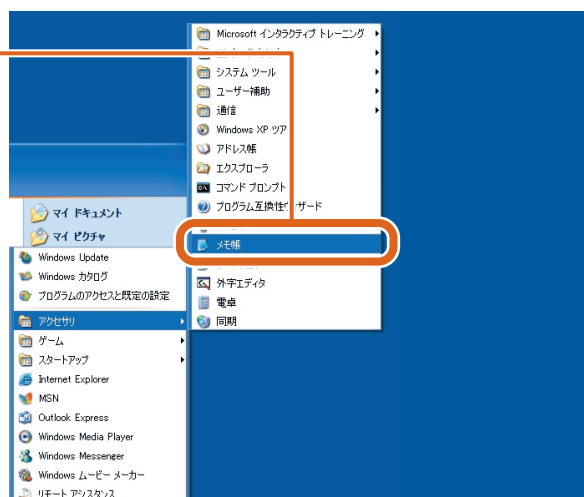 Microsoft インタラクティブ トレーニング
システム ツール
ユーザー補助
通信
Windows XP ツア
アドレス帳
エクスプローラ
コマンド プロンプト
プログラム互換性ウィザード
メモ帳
外字エディタ
電卓
同期
マイ ドキュメント
マイ ピクチャ
Windows Update
Windows カタログ
プログラムのアクセスと既定の設定
アクセサリ
ゲーム
スタートアップ
Internet Explorer
MSN
Outlook Express
Windows Media Player
Windows Messenger
Windows ムービー メーカー
リモート アシスタンス